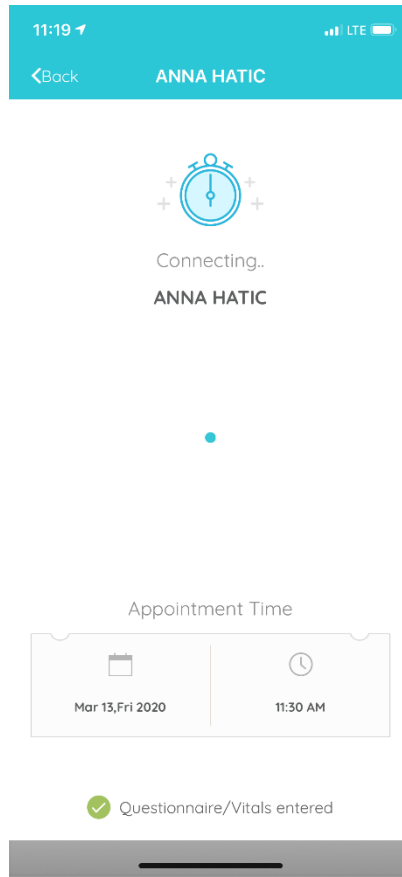 11:19 LTE
Back ANNA HATIC
Connecting..
ANNA HATIC
Appointment Time
Mar 13,Fri 2020 11:30 AM
Questionnaire/Vitals entered